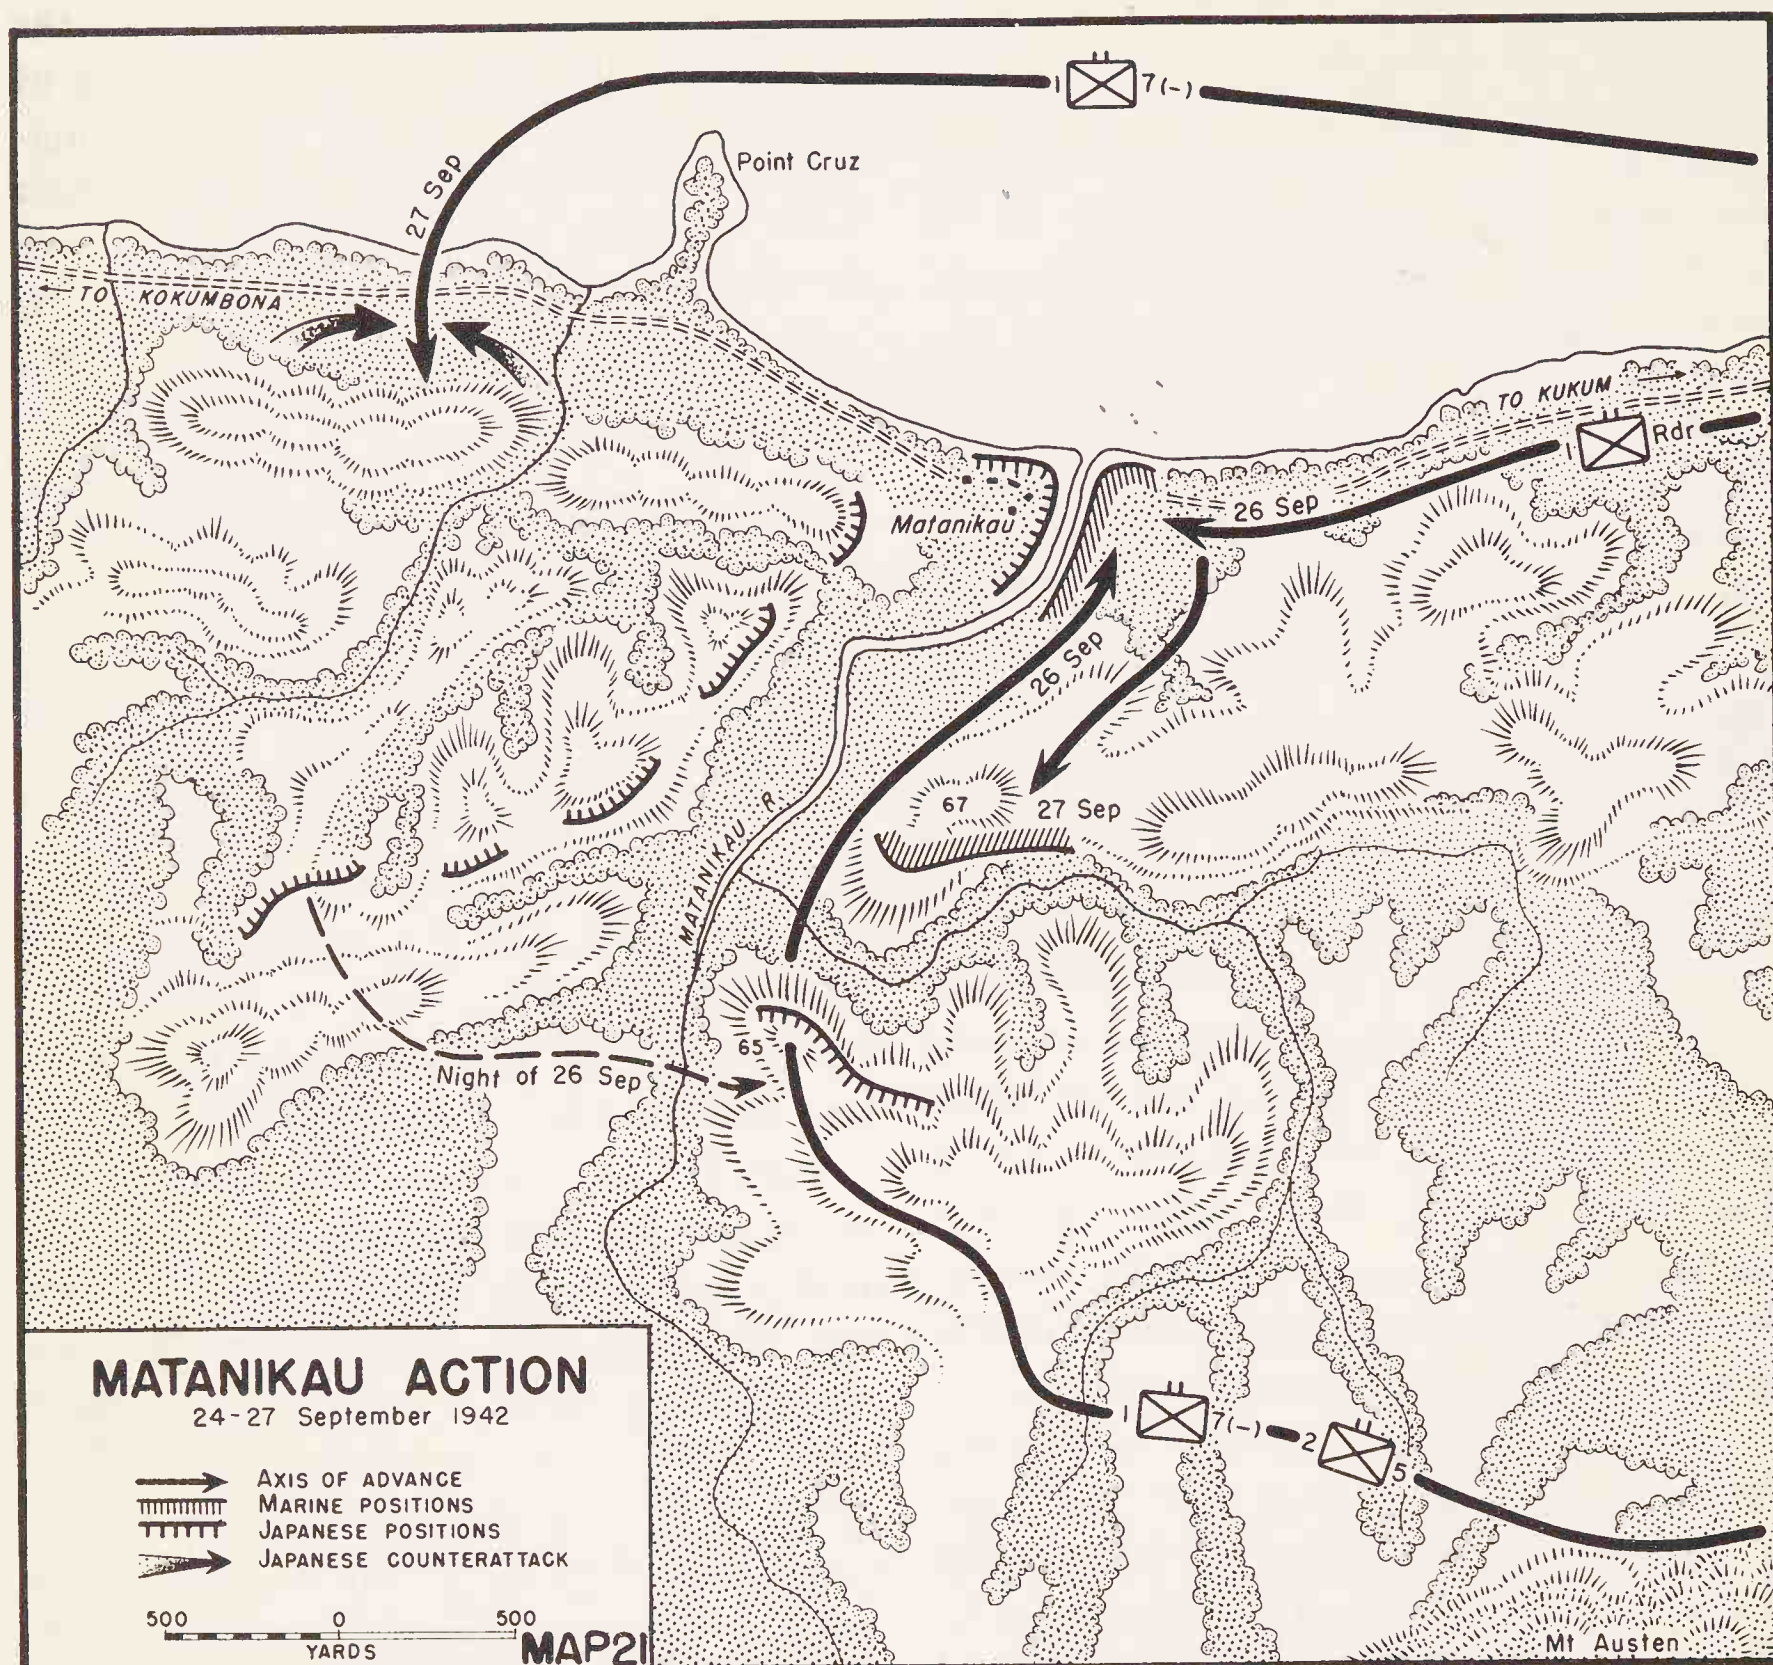 1 7(-)
27 Sep
Point Cruz
TO KOKUMBONA
TO KUKUM
1 Rdr
26 Sep
Matanikau
26 Sep
67
27 Sep
MATANIKAU R
65
Night of 26 Sep
1 7(-) 2 5
MATANIKAU ACTION
24-27 September 1942
AXIS OF ADVANCE
MARINE POSITIONS
JAPANESE POSITIONS
JAPANESE COUNTERATTACK
500 0 500
YARDS
MAP21
Mt Austen